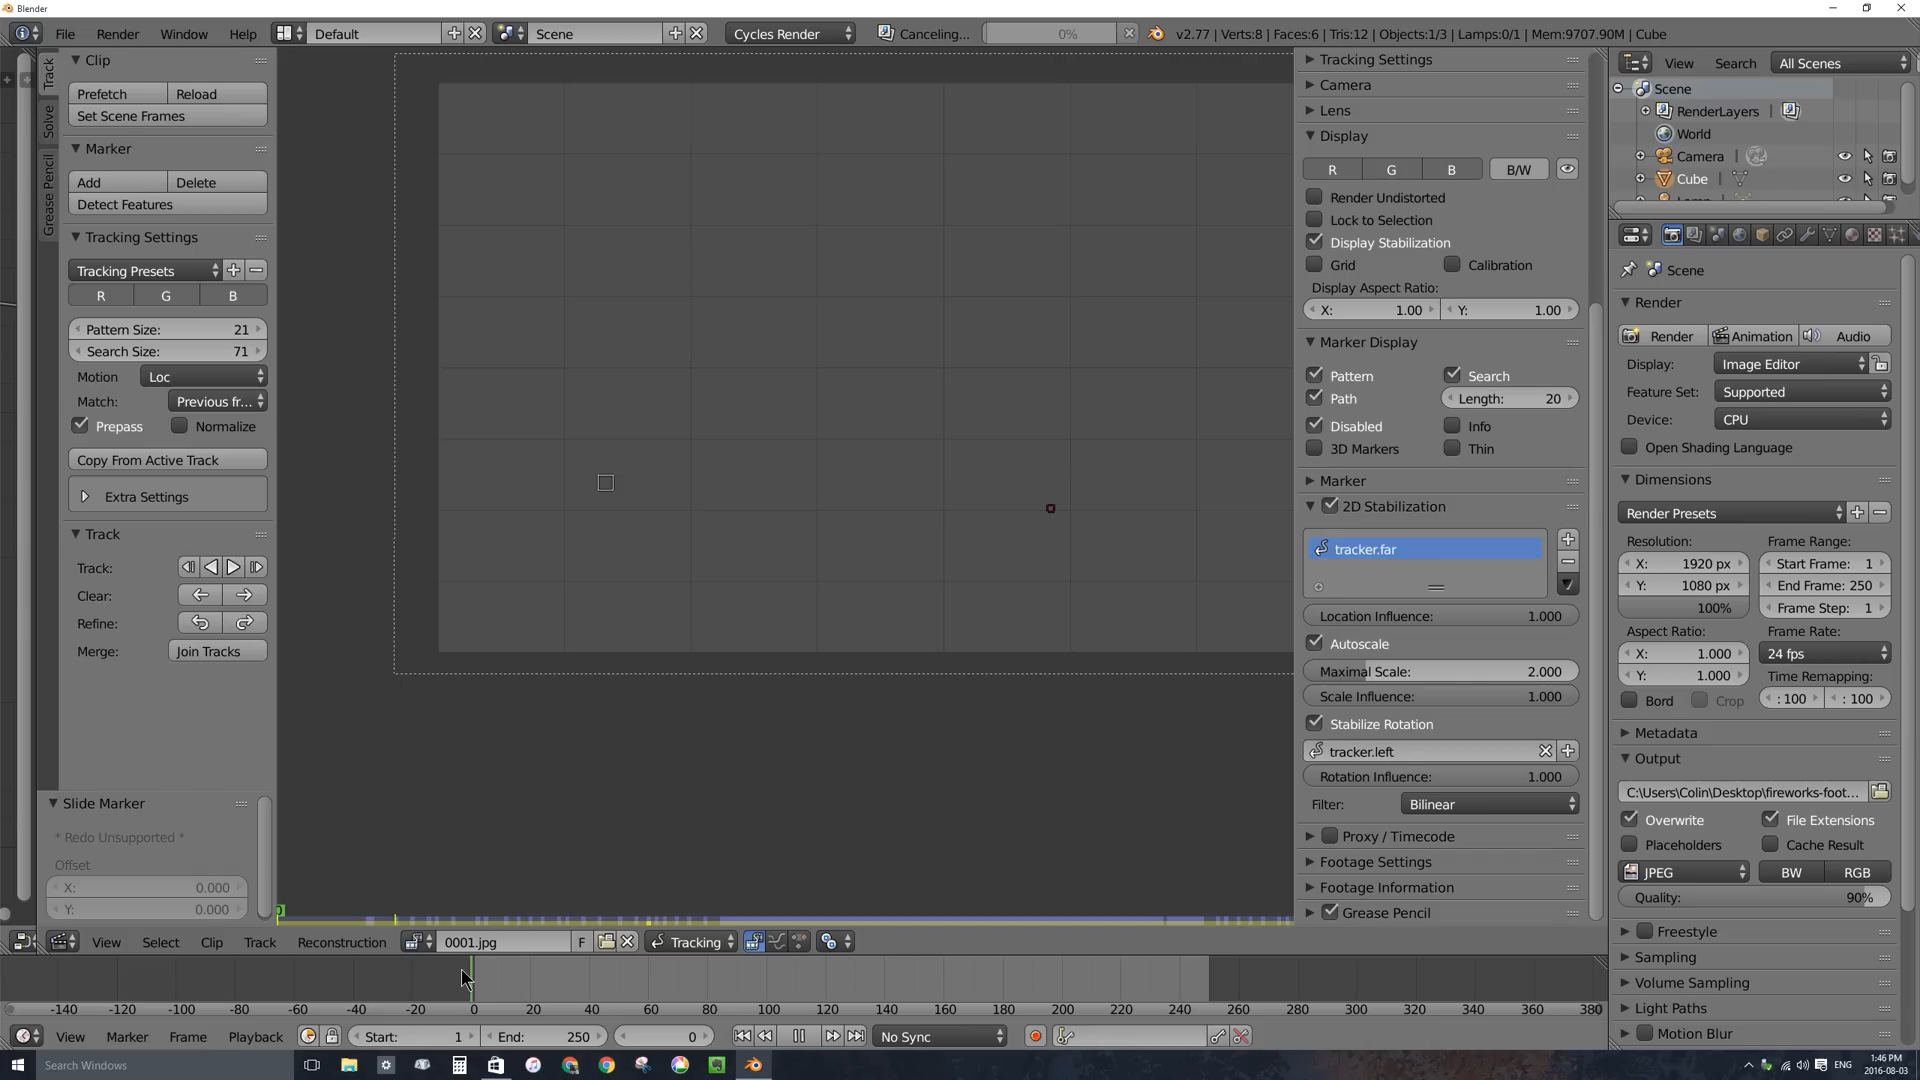 Blender
File Render Window Help Default Scene Cycles Render Canceling... 0% v2.77 | Verts:8 | Faces:6 | Tris:12 | Objects:1/3 | Lamps:0/1 | Mem:9707.90M | Cube
Track
Solve
Grease Pencil
Clip
Prefetch Reload
Set Scene Frames
Marker
Add Delete
Detect Features
Tracking Settings
Tracking Presets
R G B
Pattern Size: 21
Search Size: 71
Motion Loc
Match: Previous fr...
Prepass Normalize
Copy From Active Track
Extra Settings
Track
Track:
Clear:
Refine:
Merge: Join Tracks
Slide Marker
* Redo Unsupported *
Offset
X: 0.000
Y: 0.000
Tracking Settings
Camera
Lens
Display
R G B B/W
Render Undistorted
Lock to Selection
Display Stabilization
Grid Calibration
Display Aspect Ratio:
X: 1.00 Y: 1.00
Marker Display
Pattern Search
Path Length: 20
Disabled Info
3D Markers Thin
Marker
2D Stabilization
tracker.far
Location Influence: 1.000
Autoscale
Maximal Scale: 2.000
Scale Influence: 1.000
Stabilize Rotation
tracker.left
Rotation Influence: 1.000
Filter: Bilinear
Proxy / Timecode
Footage Settings
Footage Information
Grease Pencil
View Search All Scenes
Scene
RenderLayers
World
Camera
Cube
Scene
Render
Render Animation Audio
Display: Image Editor
Feature Set: Supported
Device: CPU
Open Shading Language
Dimensions
Render Presets
Resolution: Frame Range:
X: 1920 px Start Frame: 1
Y: 1080 px End Frame: 250
100% Frame Step: 1
Aspect Ratio: Frame Rate:
X: 1.000 24 fps
Y: 1.000 Time Remapping:
Bord Crop : 100 : 100
Metadata
Output
C:\Users\Colin\Desktop\fireworks-foot...
Overwrite File Extensions
Placeholders Cache Result
JPEG BW RGB
Quality: 90%
Freestyle
Sampling
Volume Sampling
Light Paths
Motion Blur
View Select Clip Track Reconstruction 0001.jpg F Tracking
-140 -120 -100 -80 -60 -40 -20 0 20 40 60 80 100 120 140 160 180 200 220 240 260 280 300 320 340 360 380
View Marker Frame Playback Start: 1 End: 250 0 No Sync
Search Windows ENG 1:46 PM
2016-08-03